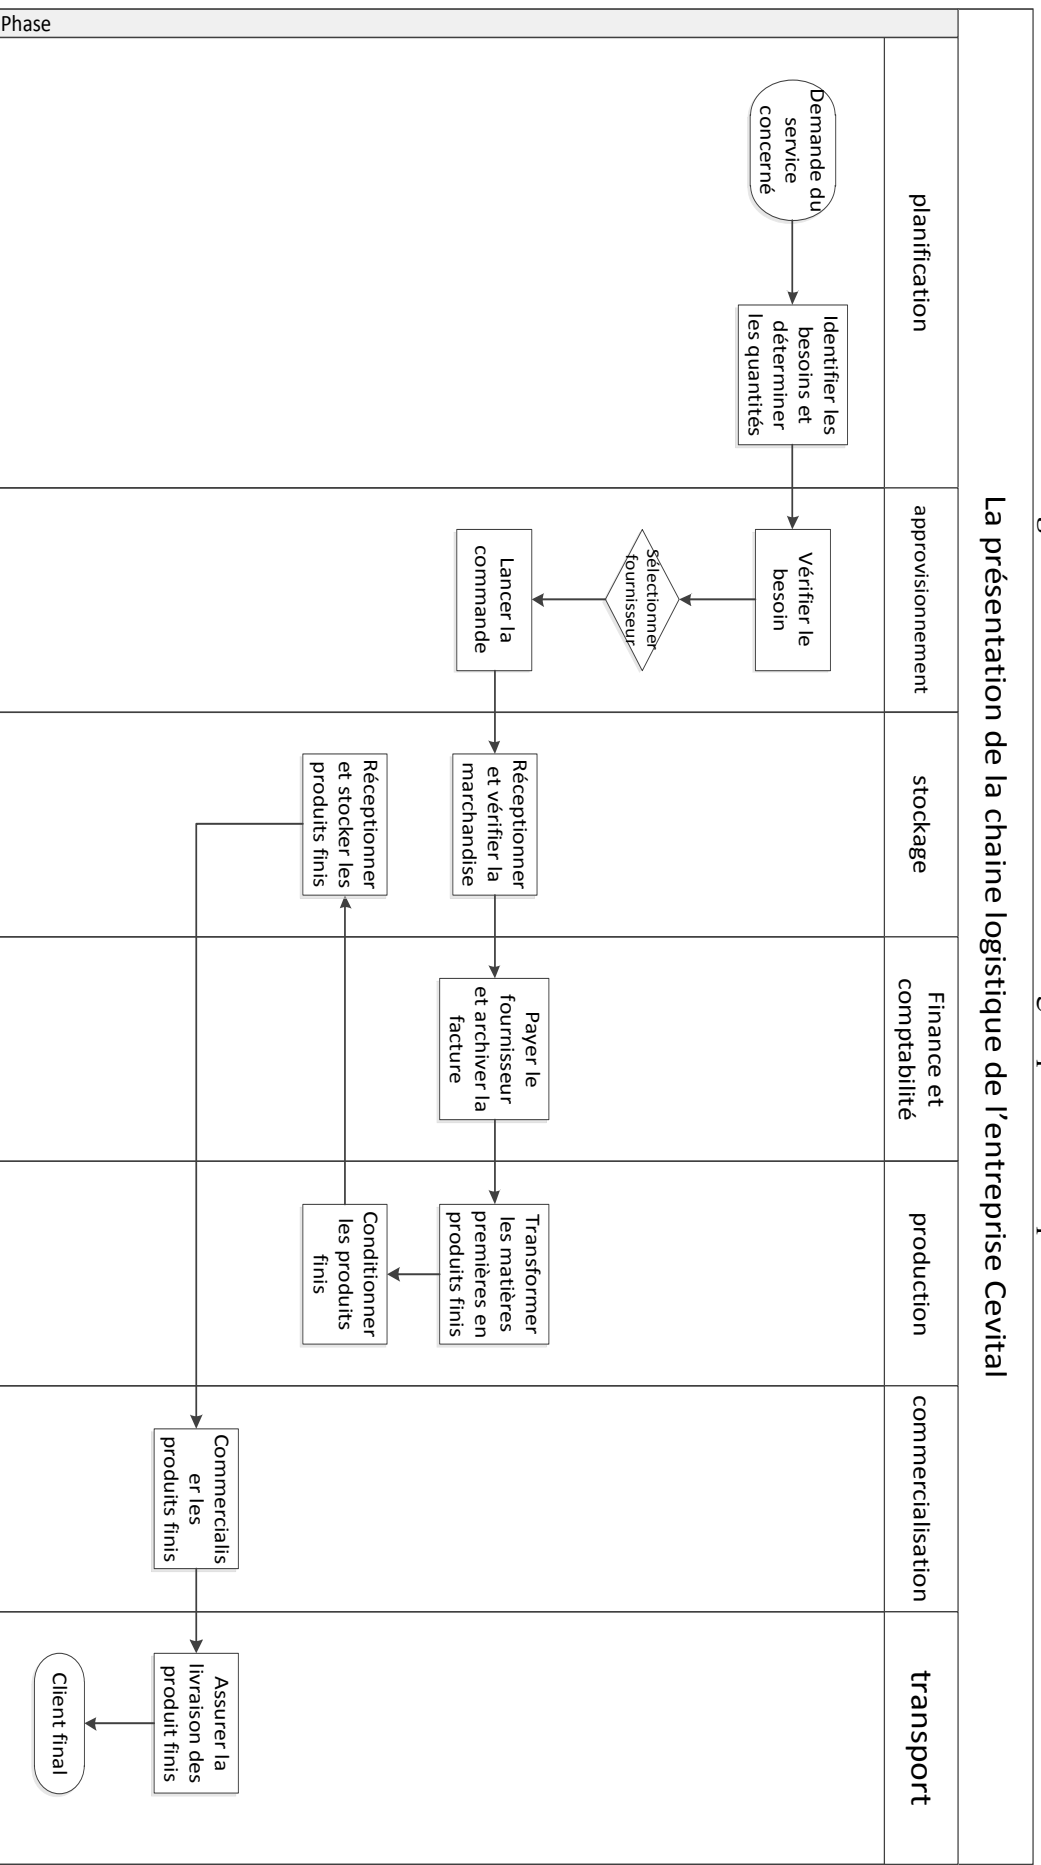 La présentation de la chaine logistique de l'entreprise Cevital
planification
approvisionnement
stockage
Finance et
comptabilité
production
commercialisation
transport
Demande du
service
concerné
Identifier les
besoins et
déterminer
les quantités
Vérifier le
besoin
Sélectionner
fournisseur
Lancer la
commande
Réceptionner
et vérifier la
marchandise
Payer le
fournisseur
et archiver la
facture
Transformer
les matières
premières en
produits finis
Conditionner
les produits
finis
Réceptionner
et stocker les
produits finis
Commercialis
er les
produits finis
Assurer la
livraison des
produit finis
Client final
Phase